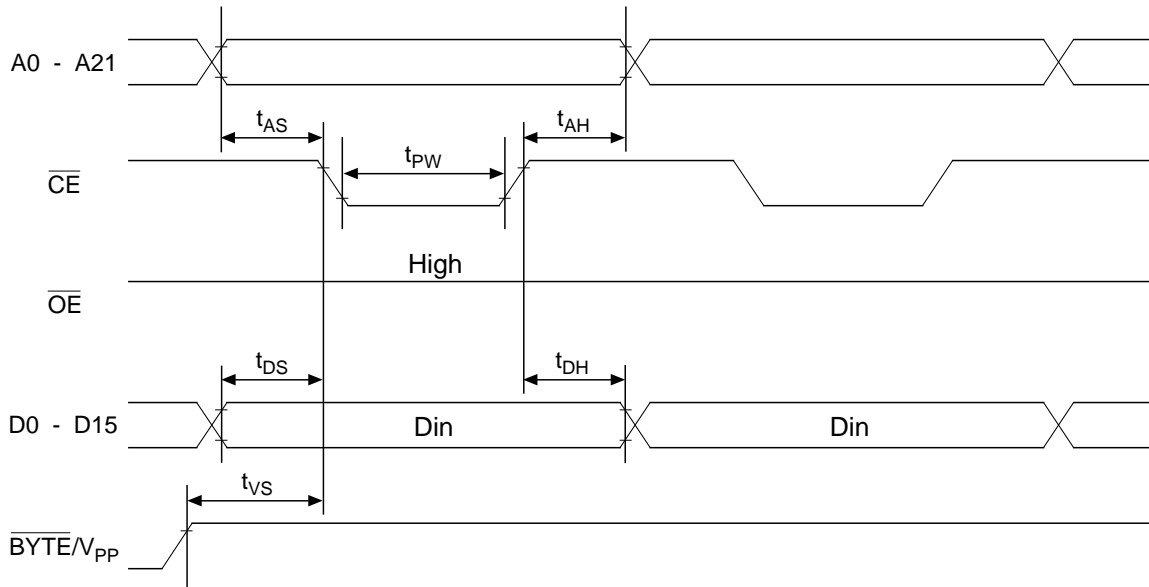 A0 - A21
tAS
tAH
tPW
CE
High
OE
tDS
tDH
D0 - D15
Din
Din
tVS
BYTE/VPP